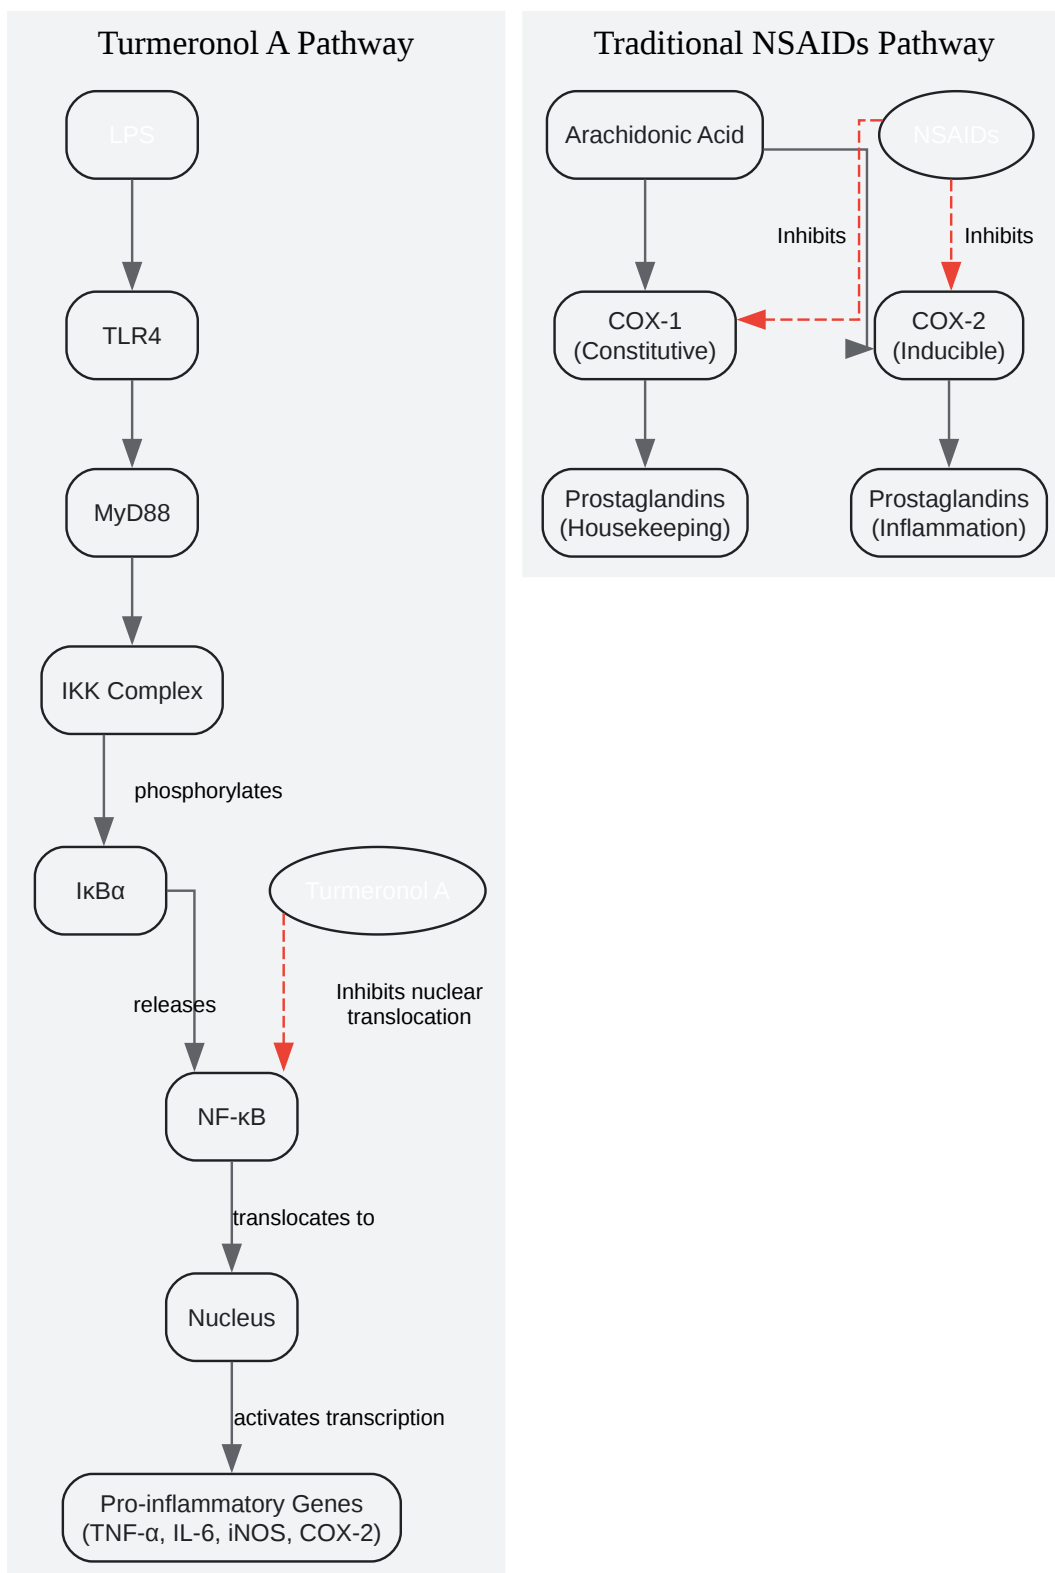 Turmeronol A Pathway
LPS
TLR4
MyD88
IKK Complex
phosphorylates
IκBα
Turmeronol A
releases
Inhibits nuclear
translocation
NF-κB
translocates to
Nucleus
activates transcription
Pro-inflammatory Genes
(TNF-α, IL-6, iNOS, COX-2)
Traditional NSAIDs Pathway
Arachidonic Acid
NSAIDs
Inhibits
Inhibits
COX-1
(Constitutive)
COX-2
(Inducible)
Prostaglandins
(Housekeeping)
Prostaglandins
(Inflammation)